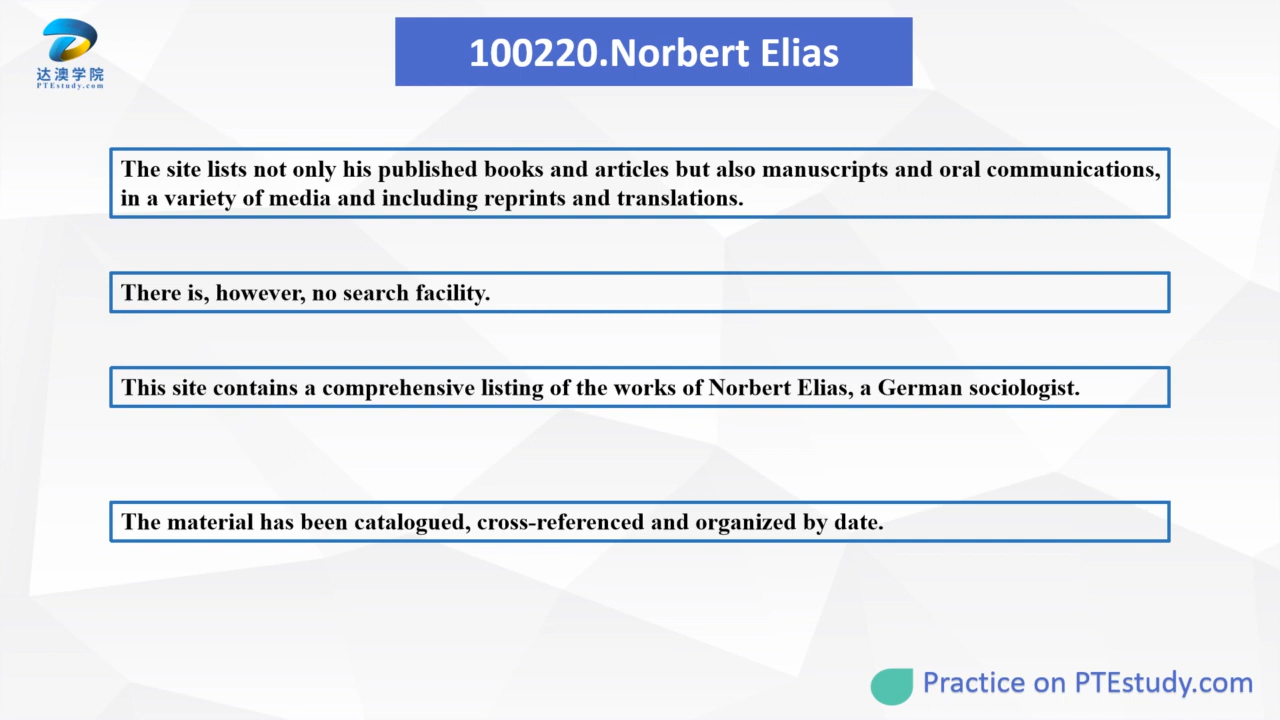 达澳学院
PTEstudy.com
100220.Norbert Elias
The site lists not only his published books and articles but also manuscripts and oral communications,
in a variety of media and including reprints and translations.
There is, however, no search facility.
This site contains a comprehensive listing of the works of Norbert Elias, a German sociologist.
The material has been catalogued, cross-referenced and organized by date.
Practice on PTEstudy.com